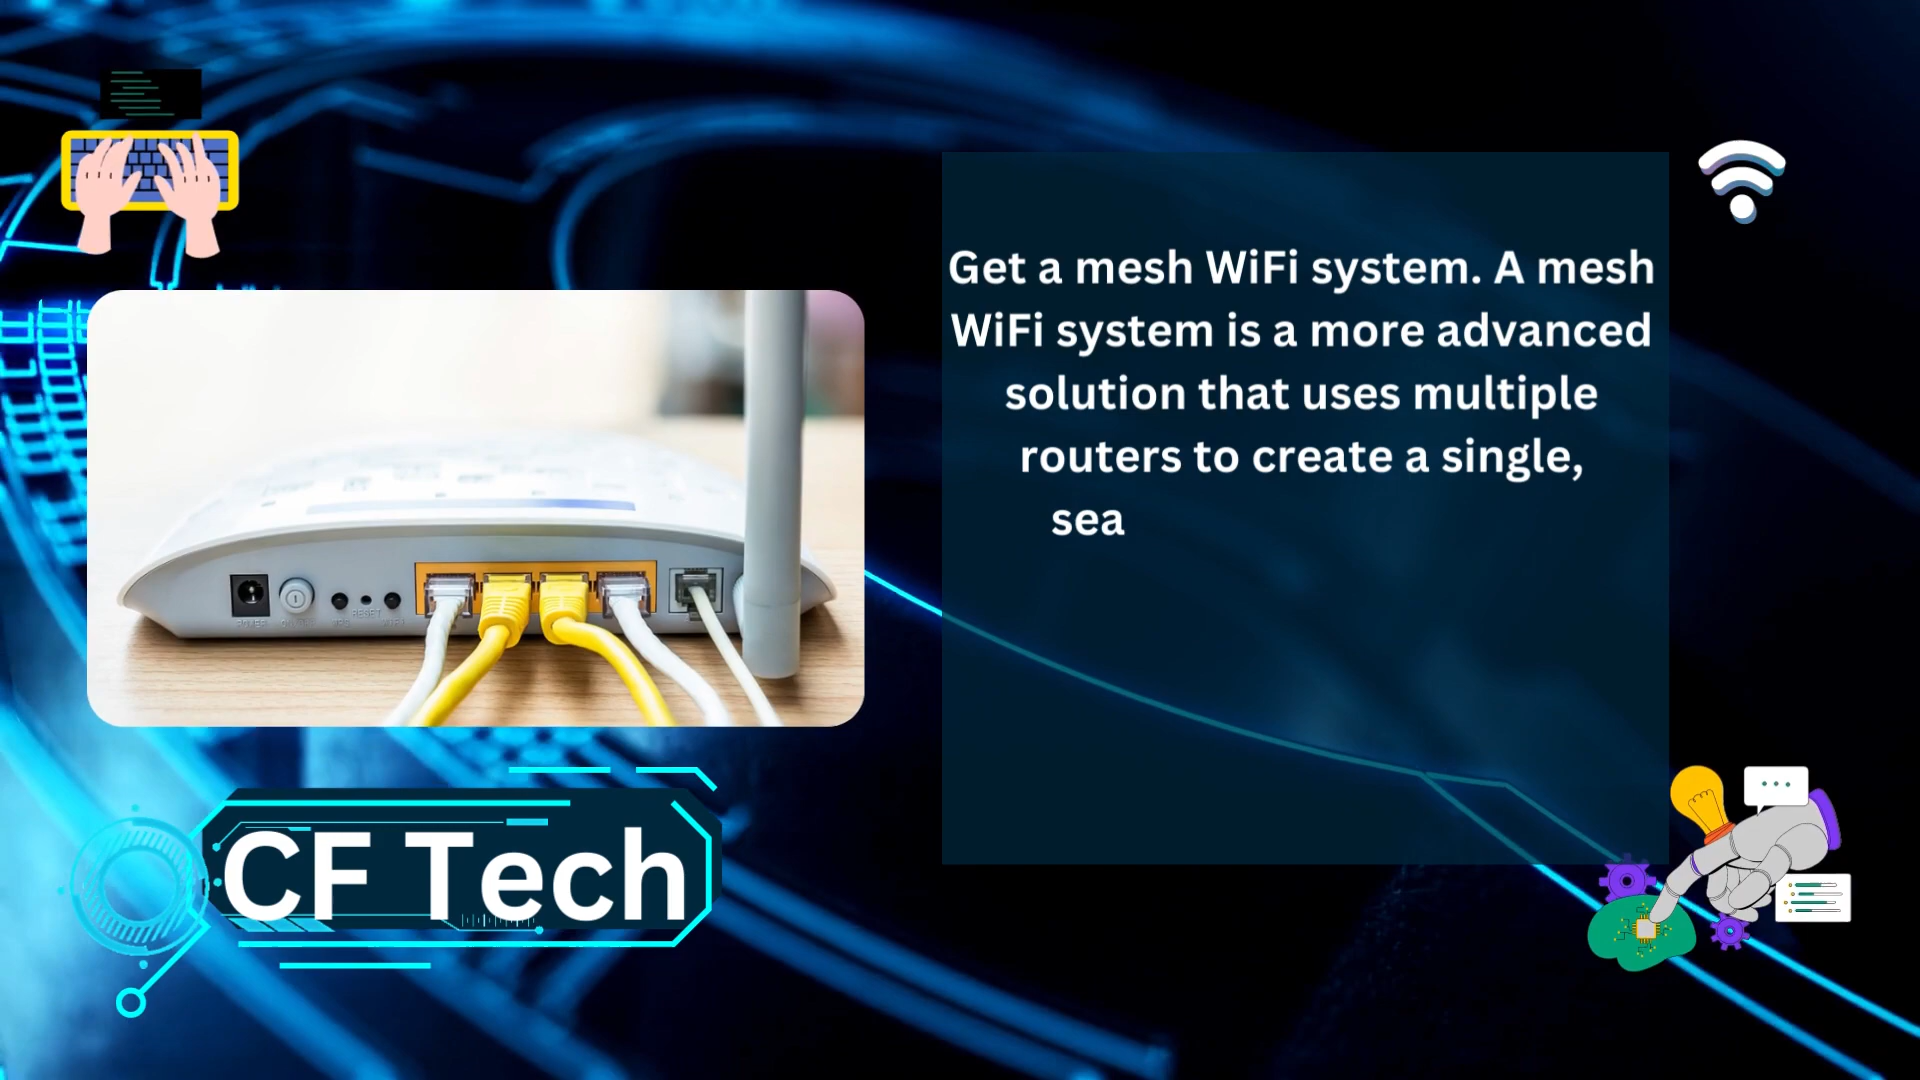 Get a mesh WiFi system. A mesh
WiFi system is a more advanced
solution that uses multiple
routers to create a single,
sea
RESET
CF Tech